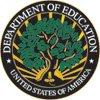 DEPARTMENT OF EDUCATION
UNITED STATES OF AMERICA